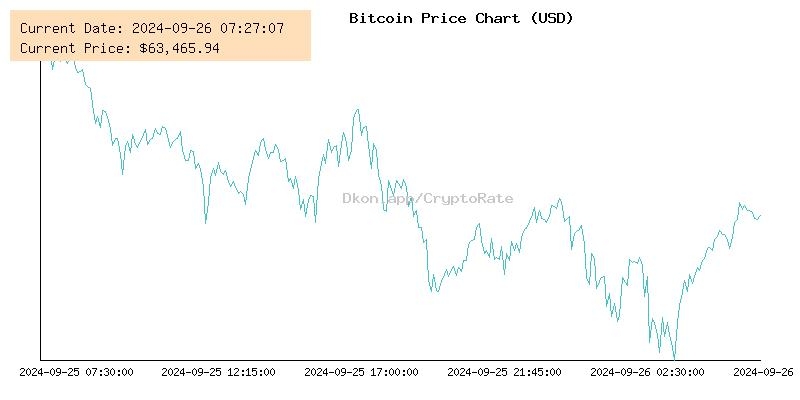 Bitcoin Price Chart (USD)
Current Date: 2024-09-26 07:27:07
Current Price: $63,465.94
Dkon.app/CryptoRate
2024-09-25 07:30:00 2024-09-25 12:15:00 2024-09-25 17:00:00 2024-09-25 21:45:00 2024-09-26 02:30:00 2024-09-26